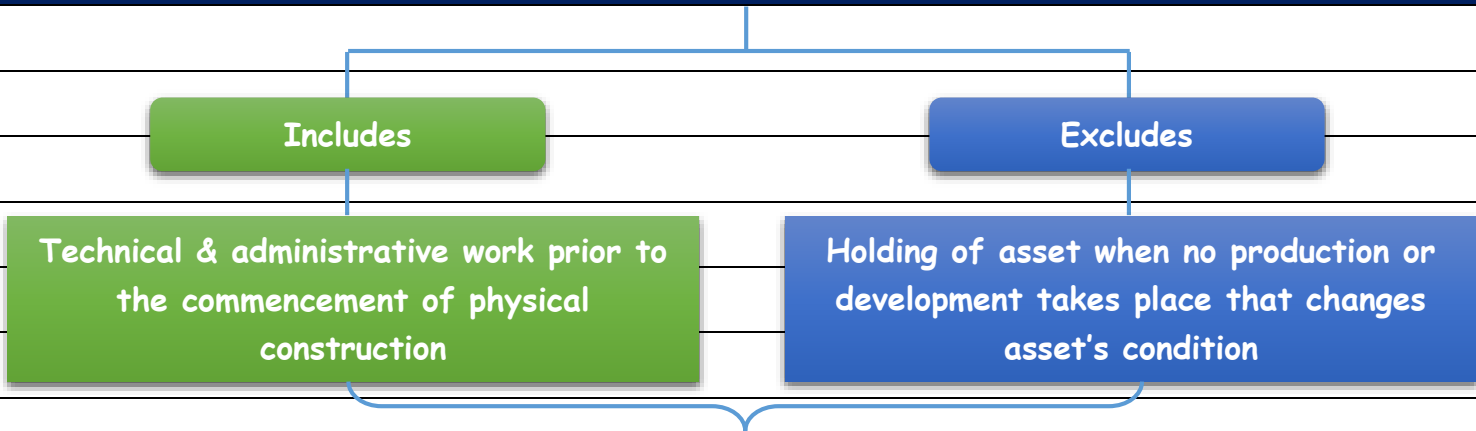 Includes
Excludes
Technical & administrative work prior to
the commencement of physical
construction
Holding of asset when no production or
development takes place that changes
asset's condition